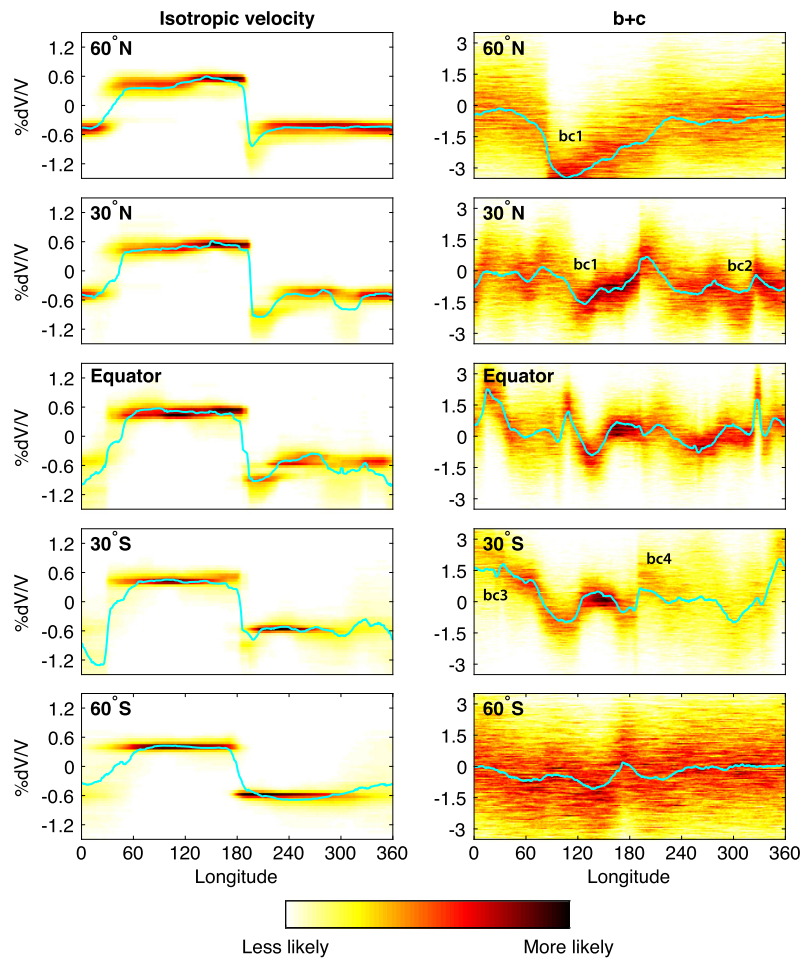 Isotropic velocity b+c
60°N
1.2
0.6
0
-0.6
-1.2
%dV/V
60°N
3
1.5
0
-1.5
-3
bc1
30°N
1.2
0.6
0
-0.6
-1.2
%dV/V
30°N
3
1.5
0
-1.5
-3
bc1
bc2
Equator
1.2
0.6
0
-0.6
-1.2
%dV/V
Equator
3
1.5
0
-1.5
-3
30°S
1.2
0.6
0
-0.6
-1.2
%dV/V
30°S
3
1.5
0
-1.5
-3
bc3
bc4
60°S
1.2
0.6
0
-0.6
-1.2
%dV/V
60°S
3
1.5
0
-1.5
-3
0 60 120 180 240 300 360
Longitude
0 60 120 180 240 300 360
Longitude
Less likely More likely